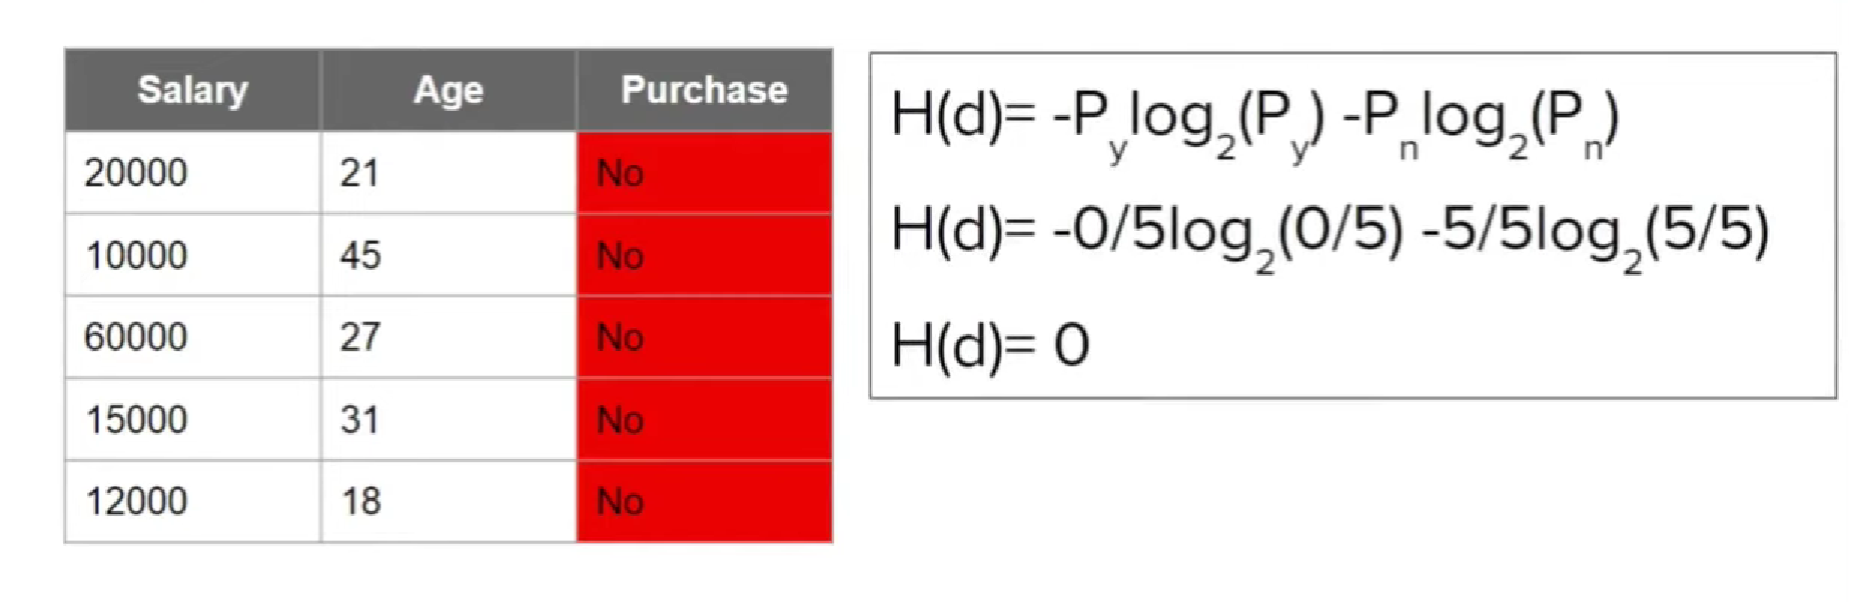 Salary Age Purchase
20000 21 No
10000 45 No
60000 27 No
15000 31 No
12000 18 No
H(d)= -Pylog2(Py) -Pnlog2(Pn)
H(d)= -0/5log2(0/5) -5/5log2(5/5)
H(d)= 0